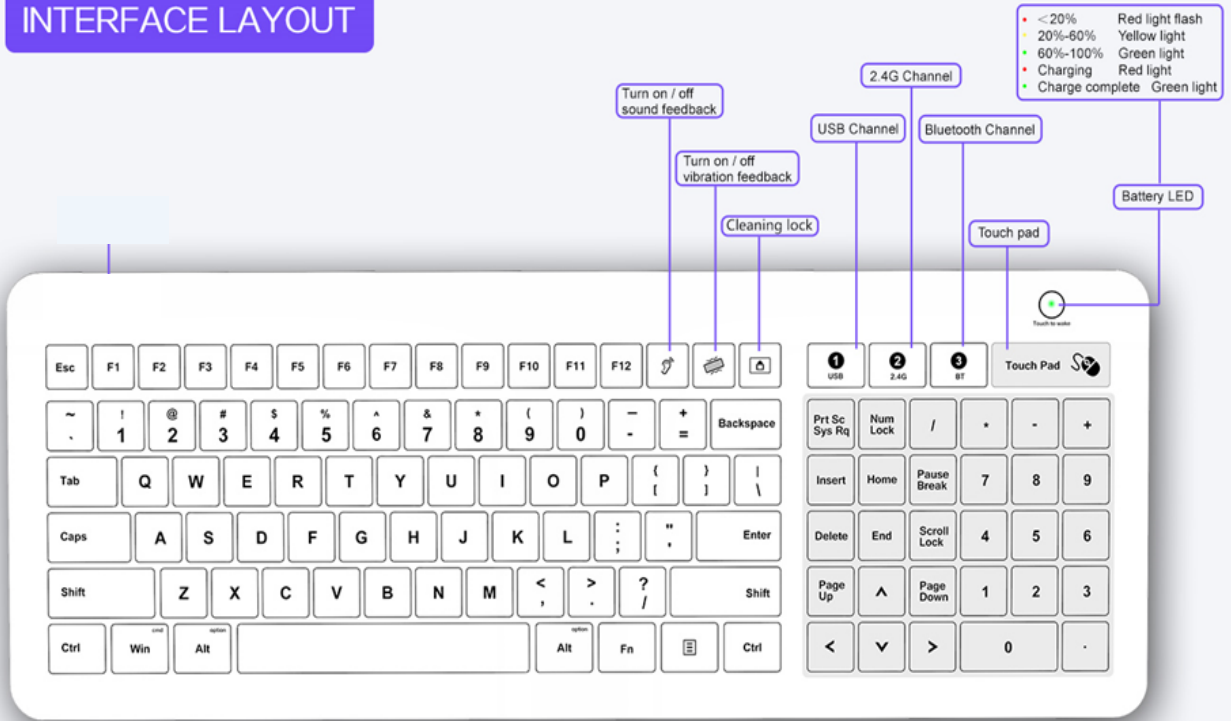 INTERFACE LAYOUT
<20% Red light flash
20%-60% Yellow light
60%-100% Green light
Charging Red light
Charge complete Green light
2.4G Channel
Turn on / off
sound feedback
USB Channel
Bluetooth Channel
Turn on / off
vibration feedback
Battery LED
Cleaning lock
Touch pad
Touch to wake
Esc F1 F2 F3 F4 F5 F6 F7 F8 F9 F10 F11 F12
1 2 3 Touch Pad
USB 2.4G BT
~ ! @ # $ % ^ & * ( ) — +
` 1 2 3 4 5 6 7 8 9 0 - = Backspace
Prt Sc Num / * - +
Sys Rq Lock
Tab Q W E R T Y U I O P { } |
[ ] \
Insert Home Pause 7 8 9
Break
Caps A S D F G H J K L : " Enter
; '
Delete End Scroll 4 5 6
Lock
Shift Z X C V B N M < > ? Shift
, . /
Page ^ Page 1 2 3
Up Down
cmd option option
Ctrl Win Alt Alt Fn Ctrl
< v > 0 .